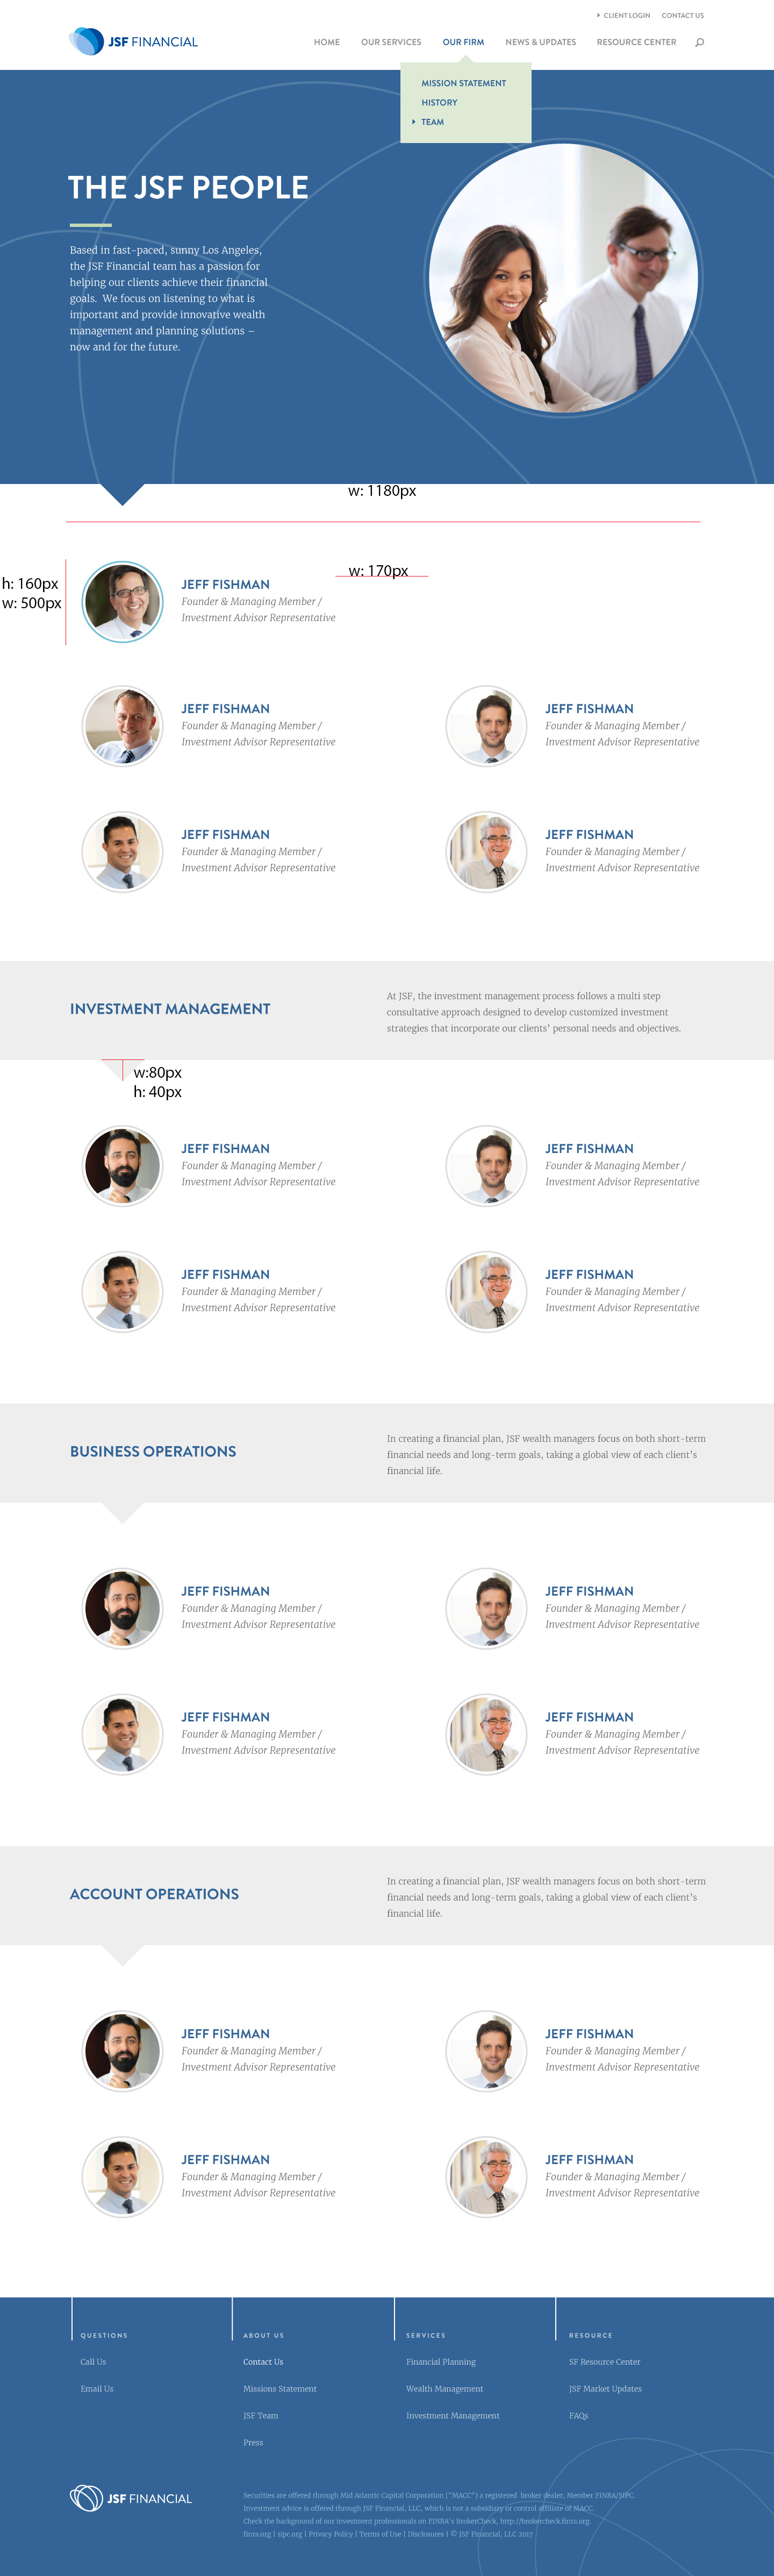 CLIENT LOGIN CONTACT US
JSF FINANCIAL
HOME OUR SERVICES OUR FIRM NEWS & UPDATES RESOURCE CENTER
MISSION STATEMENT
HISTORY
TEAM
THE JSF PEOPLE
Based in fast-paced, sunny Los Angeles,
the JSF Financial team has a passion for
helping our clients achieve their financial
goals. We focus on listening to what is
important and provide innovative wealth
management and planning solutions –
now and for the future.
w: 1180px
h: 160px
w: 500px
w: 170px
JEFF FISHMAN
Founder & Managing Member /
Investment Advisor Representative
JEFF FISHMAN
Founder & Managing Member /
Investment Advisor Representative
JEFF FISHMAN
Founder & Managing Member /
Investment Advisor Representative
JEFF FISHMAN
Founder & Managing Member /
Investment Advisor Representative
JEFF FISHMAN
Founder & Managing Member /
Investment Advisor Representative
INVESTMENT MANAGEMENT
At JSF, the investment management process follows a multi step
consultative approach designed to develop customized investment
strategies that incorporate our clients’ personal needs and objectives.
w:80px
h: 40px
JEFF FISHMAN
Founder & Managing Member /
Investment Advisor Representative
JEFF FISHMAN
Founder & Managing Member /
Investment Advisor Representative
JEFF FISHMAN
Founder & Managing Member /
Investment Advisor Representative
JEFF FISHMAN
Founder & Managing Member /
Investment Advisor Representative
BUSINESS OPERATIONS
In creating a financial plan, JSF wealth managers focus on both short-term
financial needs and long-term goals, taking a global view of each client’s
financial life.
JEFF FISHMAN
Founder & Managing Member /
Investment Advisor Representative
JEFF FISHMAN
Founder & Managing Member /
Investment Advisor Representative
JEFF FISHMAN
Founder & Managing Member /
Investment Advisor Representative
JEFF FISHMAN
Founder & Managing Member /
Investment Advisor Representative
ACCOUNT OPERATIONS
In creating a financial plan, JSF wealth managers focus on both short-term
financial needs and long-term goals, taking a global view of each client’s
financial life.
JEFF FISHMAN
Founder & Managing Member /
Investment Advisor Representative
JEFF FISHMAN
Founder & Managing Member /
Investment Advisor Representative
JEFF FISHMAN
Founder & Managing Member /
Investment Advisor Representative
JEFF FISHMAN
Founder & Managing Member /
Investment Advisor Representative
QUESTIONS
Call Us
Email Us
ABOUT US
Contact Us
Missions Statement
JSF Team
Press
SERVICES
Financial Planning
Wealth Management
Investment Management
RESOURCE
SF Resource Center
JSF Market Updates
FAQs
JSF FINANCIAL
Securities are offered through Mid Atlantic Capital Corporation ("MACC") a registered broker dealer, Member FINRA/SIPC.
Investment advice is offered through JSF Financial, LLC, which is not a subsidiary or control affiliate of MACC.
Check the background of our investment professionals on FINRA's BrokerCheck, http://brokercheck.finra.org.
finra.org | sipc.org | Privacy Policy | Terms of Use | Disclosures | © JSF Financial, LLC 2017